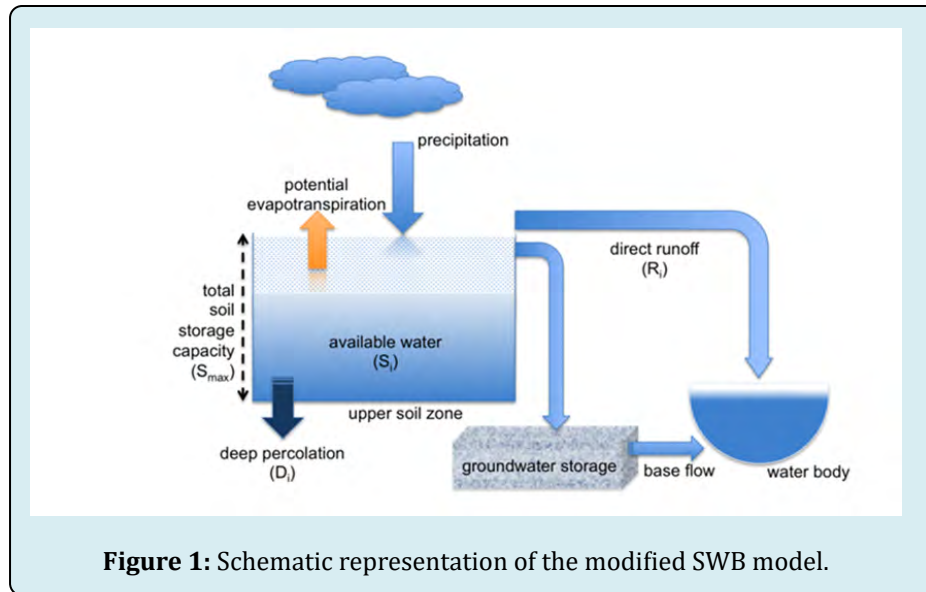 precipitation
potential
evapotranspiration
direct runoff
(Ri)
total
soil
storage
capacity
(Smax)
available water
(Si)
upper soil zone
deep percolation
(Di)
groundwater storage
base flow
water body
Figure 1: Schematic representation of the modified SWB model.